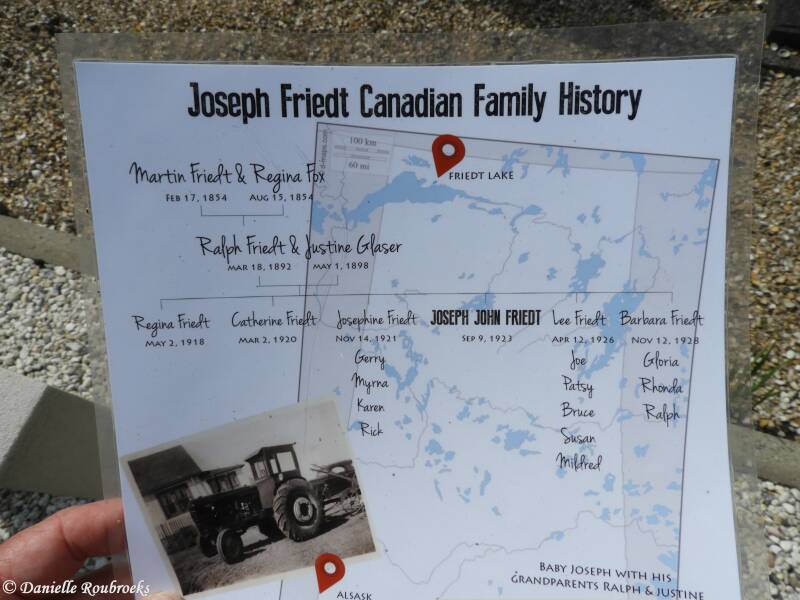 Joseph Friedt Canadian Family History
100 km
60 mi
d-maps.com
FRIEDT LAKE
Martin Friedt & Regina Fox
FEB 17, 1854 AUG 15, 1854
Ralph Friedt & Justine Glaser
MAR 18, 1892 MAY 1, 1898
Regina Friedt Catherine Friedt Josephine Friedt JOSEPH JOHN FRIEDT Lee Friedt Barbara Friedt
MAY 2, 1918 MAR 2, 1920 NOV 14, 1921 SEP 9, 1923 APR 12, 1926 NOV 12, 1928
Gerry Joe Gloria
Myrna Patsy Rhonda
Karen Bruce Ralph
Rick Susan
Mildred
BABY JOSEPH WITH HIS
GRANDPARENTS RALPH & JUSTINE
ALSASK
© Danielle Roubroeks